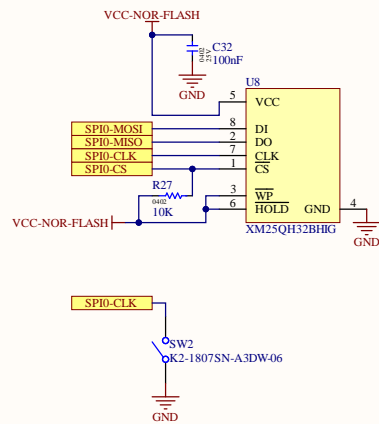 VCC-NOR-FLASH
C32
0402
25V
100nF
GND
U8
5 VCC
SPI0-MOSI 8 DI
SPI0-MISO 2 DO
SPI0-CLK 7 CLK
SPI0-CS 1 CS
R27
0402
10K
3 WP
VCC-NOR-FLASH
6 HOLD GND 4
XM25QH32BHIG
GND
SPI0-CLK
SW2
K2-1807SN-A3DW-06
GND